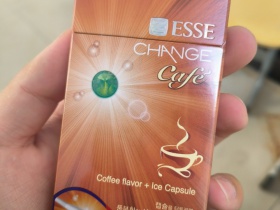 ESSE
CHANGE
Café
Coffee flavor + Ice Capsule